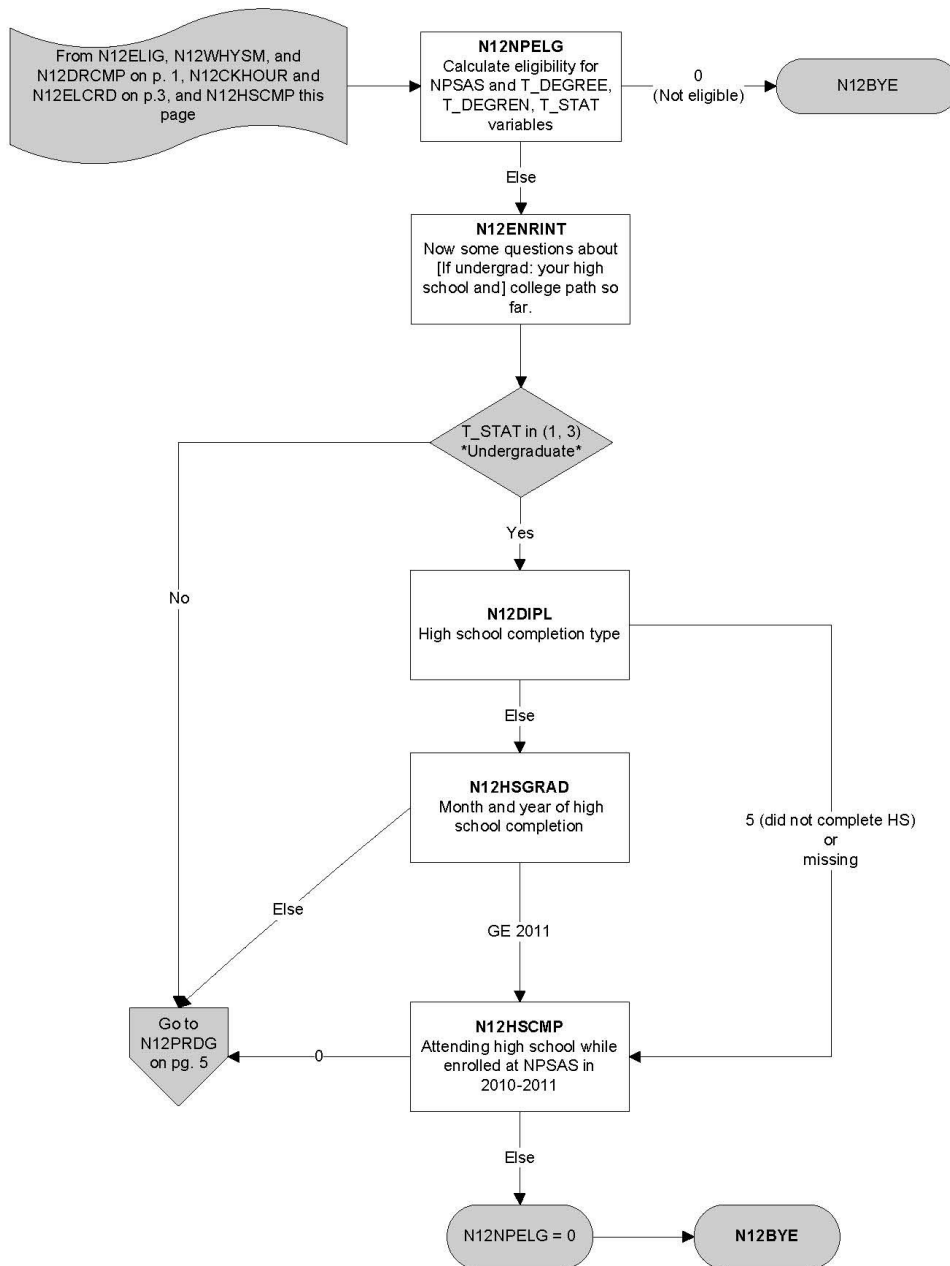 From N12ELIG, N12WHYSM, and
N12DRCMP on p. 1, N12CKHOUR and
N12ELCRD on p.3, and N12HSCMP this
page
N12NPELG
Calculate eligibility for
NPSAS and T_DEGREE,
T_DEGREN, T_STAT
variables
0
(Not eligible)
N12BYE
Else
N12ENRINT
Now some questions about
[If undergrad: your high
school and] college path so
far.
T_STAT in (1, 3)
*Undergraduate*
Yes
No
N12DIPL
High school completion type
Else
N12HSGRAD
Month and year of high
school completion
5 (did not complete HS)
or
missing
Else
GE 2011
Go to
N12PRDG
on pg. 5
0
N12HSCMP
Attending high school while
enrolled at NPSAS in
2010-2011
Else
N12NPELG = 0
N12BYE